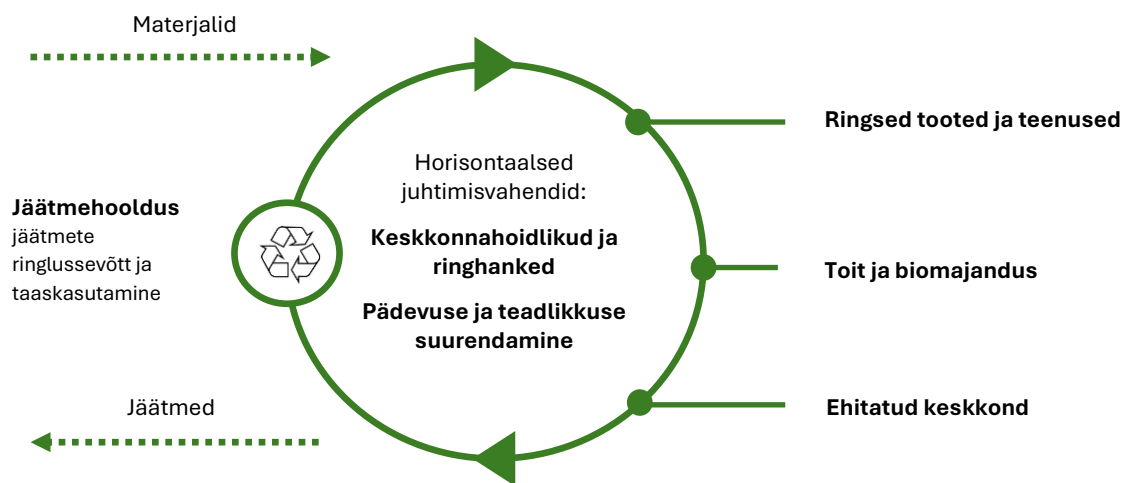 Materjalid
Ringsed tooted ja teenused
Horisontaalsed
juhtimisvahendid:
Jäätmehooldus
jäätmete
ringlussevõtt ja
taaskasutamine
Keskkonnahoidlikud ja
ringhanked
Toit ja biomajandus
Pädevuse ja teadlikkuse
suurendamine
Jäätmed
Ehitatud keskkond